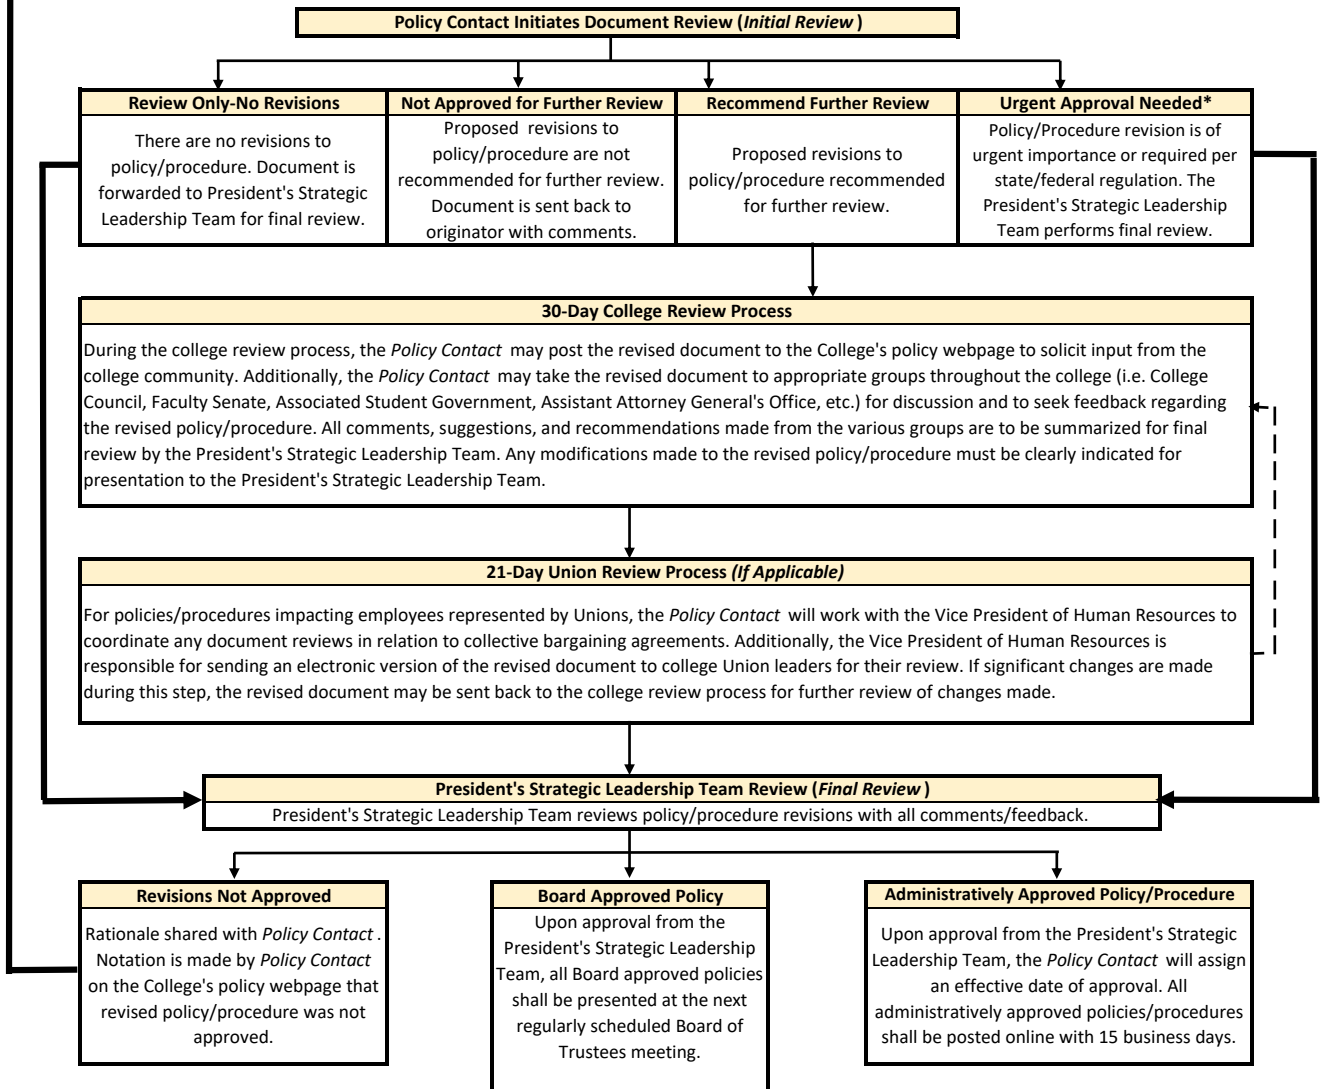 Policy Contact Initiates Document Review (Initial Review )
Review Only-No Revisions
There are no revisions to
policy/procedure. Document is
forwarded to President's Strategic
Leadership Team for final review.
Not Approved for Further Review
Proposed  revisions to
policy/procedure are not
recommended for further review.
Document is sent back to
originator with comments.
Recommend Further Review
Proposed revisions to
policy/procedure recommended
for further review.
Urgent Approval Needed*
Policy/Procedure revision is of
urgent importance or required per
state/federal regulation. The
President's Strategic Leadership
Team performs final review.
30-Day College Review Process
During the college review process, the Policy Contact  may post the revised document to the College's policy webpage to solicit input from the
college community. Additionally, the Policy Contact  may take the revised document to appropriate groups throughout the college (i.e. College
Council, Faculty Senate, Associated Student Government, Assistant Attorney General's Office, etc.) for discussion and to seek feedback regarding
the revised policy/procedure. All comments, suggestions, and recommendations made from the various groups are to be summarized for final
review by the President's Strategic Leadership Team. Any modifications made to the revised policy/procedure must be clearly indicated for
presentation to the President's Strategic Leadership Team.
21-Day Union Review Process (If Applicable)
For policies/procedures impacting employees represented by Unions, the Policy Contact  will work with the Vice President of Human Resources to
coordinate any document reviews in relation to collective bargaining agreements. Additionally, the Vice President of Human Resources is
responsible for sending an electronic version of the revised document to college Union leaders for their review. If significant changes are made
during this step, the revised document may be sent back to the college review process for further review of changes made.
President's Strategic Leadership Team Review (Final Review )
President's Strategic Leadership Team reviews policy/procedure revisions with all comments/feedback.
Revisions Not Approved
Rationale shared with Policy Contact .
Notation is made by Policy Contact
on the College's policy webpage that
revised policy/procedure was not
approved.
Board Approved Policy
Upon approval from the
President's Strategic Leadership
Team, all Board approved policies
shall be presented at the next
regularly scheduled Board of
Trustees meeting.
Administratively Approved Policy/Procedure
Upon approval from the President's Strategic
Leadership Team, the Policy Contact  will assign
an effective date of approval. All
administratively approved policies/procedures
shall be posted online with 15 business days.